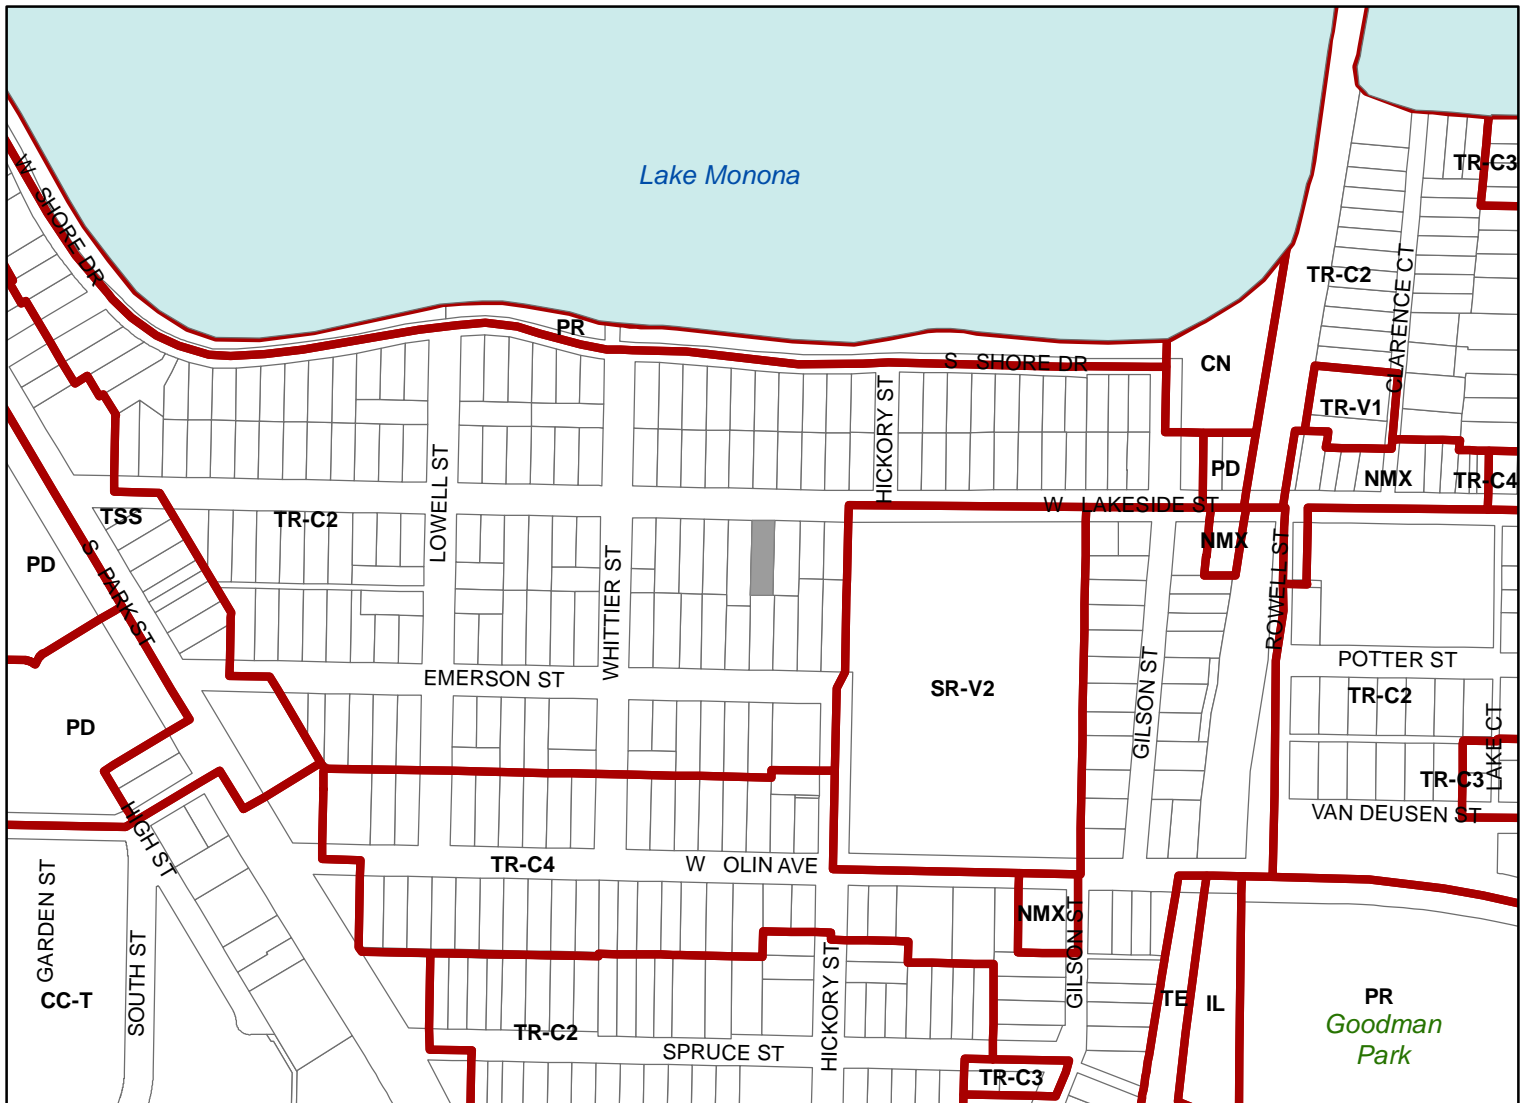 Lake Monona
TR-C3
W SHORE DR
TR-C2
CLARENCE CT
PR
S SHORE DR
CN
TR-V1
HICKORY ST
LOWELL ST
PD
NMX
TR-C4
W LAKESIDE ST
TSS
TR-C2
NMX
ROWELL ST
PD
S PARK ST
WHITTIER ST
EMERSON ST
SR-V2
GILSON ST
POTTER ST
TR-C2
LAKE CT
PD
TR-C3
VAN DEUSEN ST
HIGH ST
TR-C4
W OLIN AVE
GARDEN ST
SOUTH ST
NMX
GILSON ST
HICKORY ST
CC-T
TE
IL
PR
Goodman
Park
TR-C2
SPRUCE ST
TR-C3